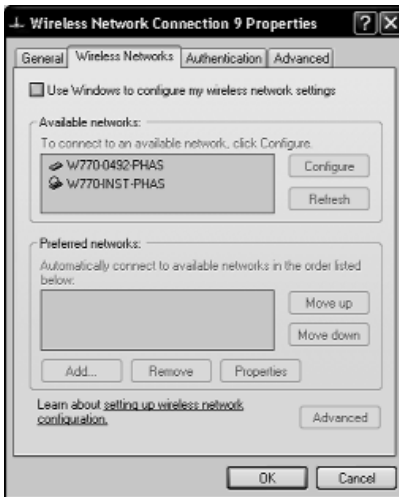 Wireless Network Connection 9 Properties
General Wireless Networks Authentication Advanced
Use Windows to configure my wireless network settings
Available networks:
To connect to an available network, click Configure.
W770-0492-PHAS
Configure
W770-INST-PHAS
Refresh
Preferred networks:
Automatically connect to available networks in the order listed
below:
Move up
Move down
Add... Remove Properties
Learn about setting up wireless network
configuration.
Advanced
OK Cancel